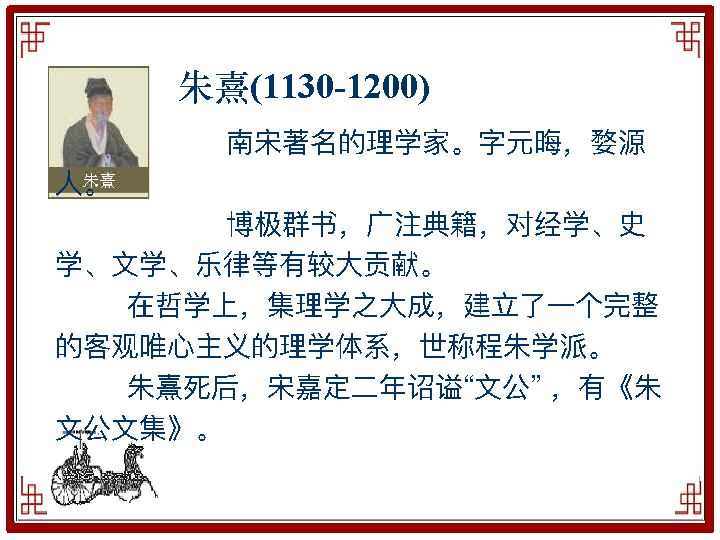 朱熹(1130-1200)
南宋著名的理学家。字元晦，婺源
人。
朱熹
博极群书，广注典籍，对经学、史
学、文学、乐律等有较大贡献。
在哲学上，集理学之大成，建立了一个完整
的客观唯心主义的理学体系，世称程朱学派。
朱熹死后，宋嘉定二年诏谥“文公”，有《朱
文公文集》。